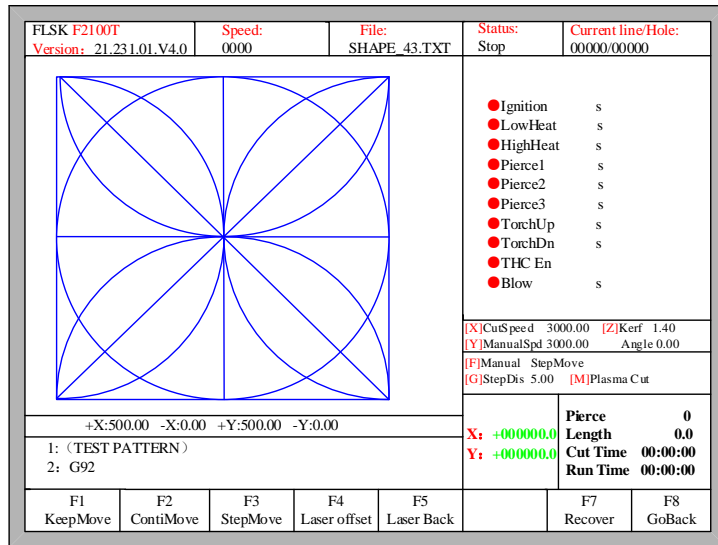 FLSK F2100T
Version：21.231.01.V4.0
Speed:
0000
File:
SHAPE_43.TXT
Status:
Stop
Current line/Hole:
00000/00000
Ignition s
LowHeat s
HighHeat s
Pierce1 s
Pierce2 s
Pierce3 s
TorchUp s
TorchDn s
THC En
Blow s
[X]CutSpeed 3000.00 [Z]Kerf 1.40
[Y]ManualSpd 3000.00 Angle 0.00
[F]Manual StepMove
[G]StepDis 5.00 [M]Plasma Cut
+X:500.00 -X:0.00 +Y:500.00 -Y:0.00
1:（TEST PATTERN）
2: G92
X：+000000.0
Y：+000000.0
Pierce 0
Length 0.0
Cut Time 00:00:00
Run Time 00:00:00
F1
KeepMove
F2
ContiMove
F3
StepMove
F4
Laser offset
F5
Laser Back
F7
Recover
F8
GoBack